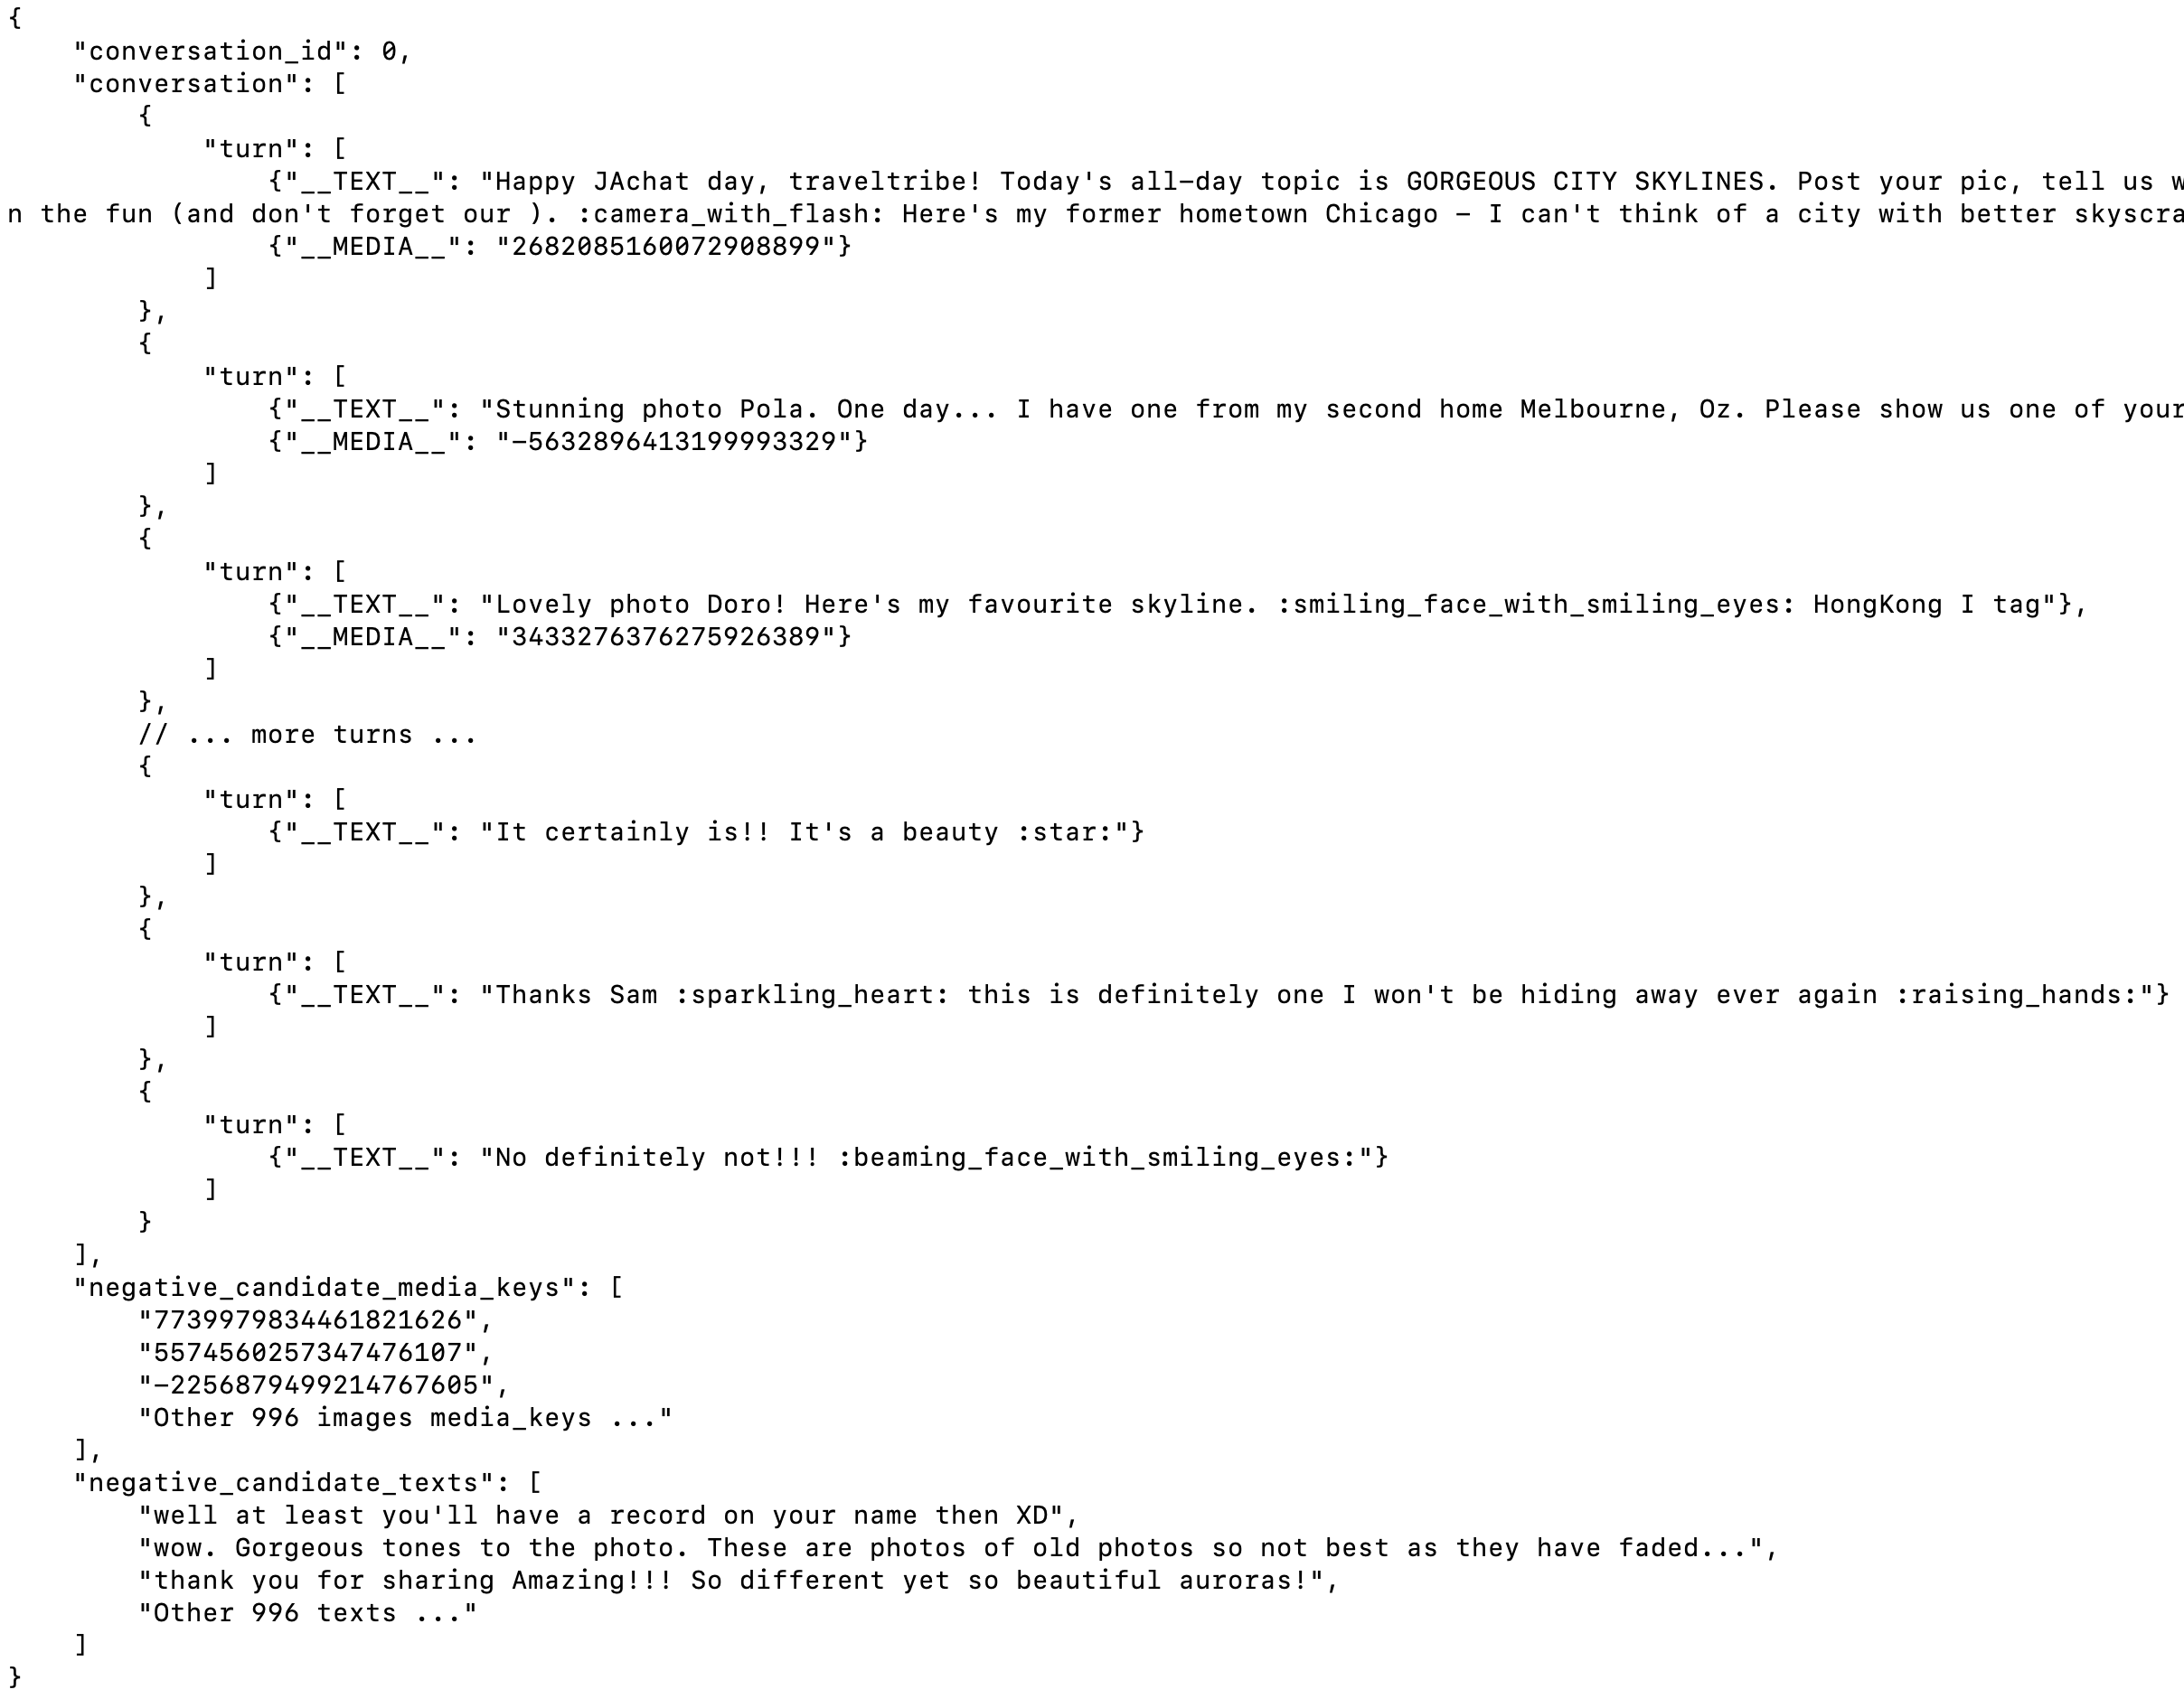 {
    "conversation_id": 0,
    "conversation": [
        {
            "turn": [
                {"__TEXT__": "Happy JAchat day, traveltribe! Today's all-day topic is GORGEOUS CITY SKYLINES. Post your pic, tell us w
n the fun (and don't forget our ). :camera_with_flash: Here's my former hometown Chicago - I can't think of a city with better skyscra
                {"__MEDIA__": "2682085160072908899"}
            ]
        },
        {
            "turn": [
                {"__TEXT__": "Stunning photo Pola. One day... I have one from my second home Melbourne, Oz. Please show us one of your
                {"__MEDIA__": "-5632896413199993329"}
            ]
        },
        {
            "turn": [
                {"__TEXT__": "Lovely photo Doro! Here's my favourite skyline. :smiling_face_with_smiling_eyes: HongKong I tag"},
                {"__MEDIA__": "3433276376275926389"}
            ]
        },
        // ... more turns ...
        {
            "turn": [
                {"__TEXT__": "It certainly is!! It's a beauty :star:"}
            ]
        },
        {
            "turn": [
                {"__TEXT__": "Thanks Sam :sparkling_heart: this is definitely one I won't be hiding away ever again :raising_hands:"}
            ]
        },
        {
            "turn": [
                {"__TEXT__": "No definitely not!!! :beaming_face_with_smiling_eyes:"}
            ]
        }
    ],
    "negative_candidate_media_keys": [
        "7739979834461821626",
        "5574560257347476107",
        "-2256879499214767605",
        "Other 996 images media_keys ..."
    ],
    "negative_candidate_texts": [
        "well at least you'll have a record on your name then XD",
        "wow. Gorgeous tones to the photo. These are photos of old photos so not best as they have faded...",
        "thank you for sharing Amazing!!! So different yet so beautiful auroras!",
        "Other 996 texts ..."
    ]
}